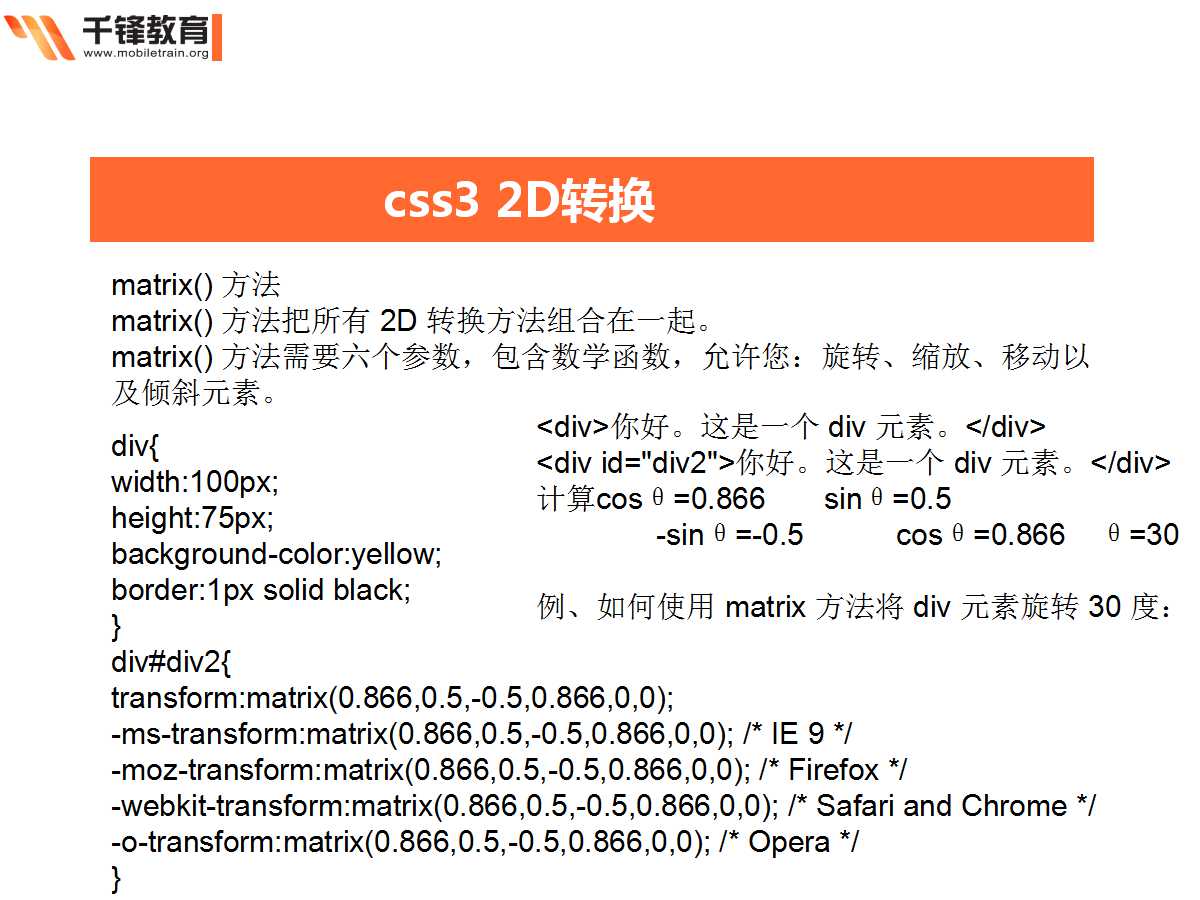 千锋教育
www.mobiletrain.org
css3 2D转换
matrix() 方法
matrix() 方法把所有 2D 转换方法组合在一起。
matrix() 方法需要六个参数，包含数学函数，允许您：旋转、缩放、移动以
及倾斜元素。
div{
width:100px;
height:75px;
background-color:yellow;
border:1px solid black;
}
div#div2{
transform:matrix(0.866,0.5,-0.5,0.866,0,0);
-ms-transform:matrix(0.866,0.5,-0.5,0.866,0,0); /* IE 9 */
-moz-transform:matrix(0.866,0.5,-0.5,0.866,0,0); /* Firefox */
-webkit-transform:matrix(0.866,0.5,-0.5,0.866,0,0); /* Safari and Chrome */
-o-transform:matrix(0.866,0.5,-0.5,0.866,0,0); /* Opera */
}
<div>你好。这是一个 div 元素。</div>
<div id="div2">你好。这是一个 div 元素。</div>
计算cosθ=0.866 sinθ=0.5
-sinθ=-0.5 cosθ=0.866 θ=30
例、如何使用 matrix 方法将 div 元素旋转 30 度：